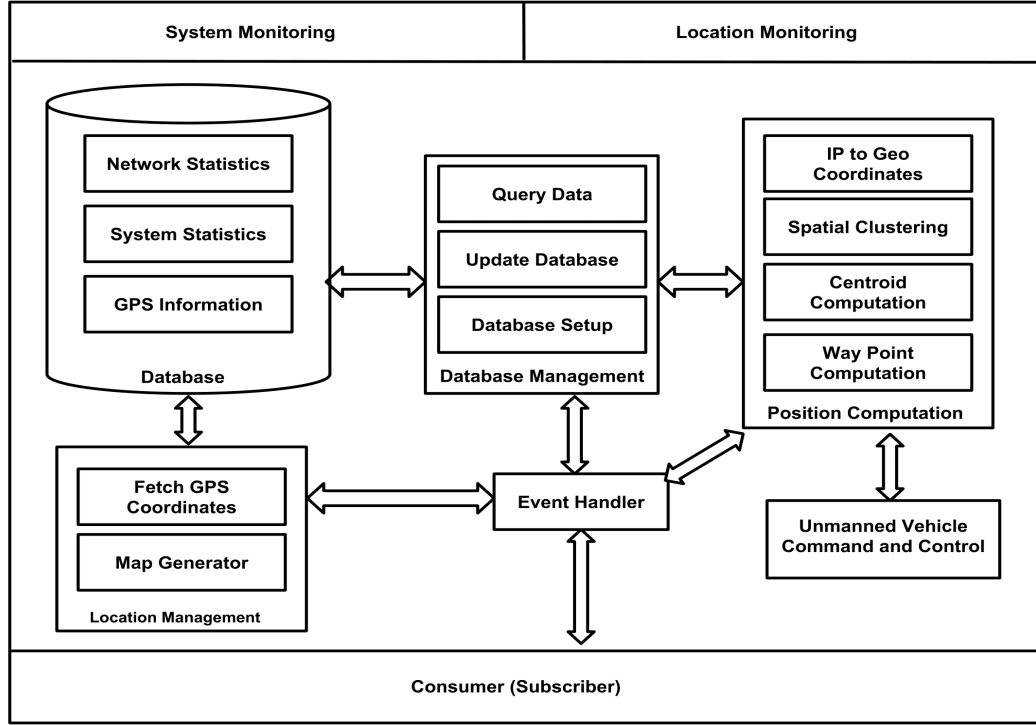 System Monitoring
Location Monitoring
Network Statistics
System Statistics
GPS Information
Database
Query Data
Update Database
Database Setup
Database Management
IP to Geo
Coordinates
Spatial Clustering
Centroid
Computation
Way Point
Computation
Position Computation
Fetch GPS
Coordinates
Map Generator
Location Management
Event Handler
Unmanned Vehicle
Command and Control
Consumer (Subscriber)